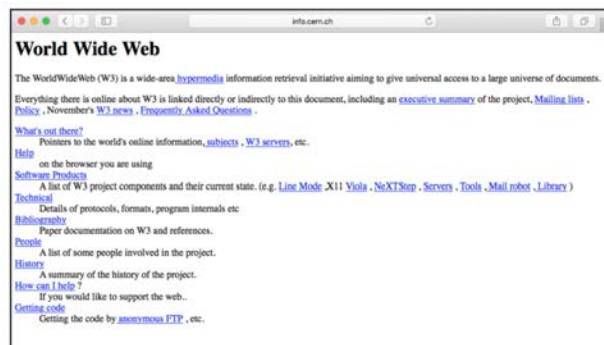 info.cern.ch
World Wide Web
The WorldWideWeb (W3) is a wide-area hypermedia information retrieval initiative aiming to give universal access to a large universe of documents.
Everything there is online about W3 is linked directly or indirectly to this document, including an executive summary of the project, Mailing lists ,
Policy , November's W3 news , Frequently Asked Questions .
What's out there?
Pointers to the world's online information, subjects , W3 servers, etc.
Help
on the browser you are using
Software Products
A list of W3 project components and their current state. (e.g. Line Mode ,X11 Viola , NeXTStep , Servers , Tools , Mail robot , Library )
Technical
Details of protocols, formats, program internals etc
Bibliography
Paper documentation on W3 and references.
People
A list of some people involved in the project.
History
A summary of the history of the project.
How can I help ?
If you would like to support the web..
Getting code
Getting the code by anonymous FTP , etc.